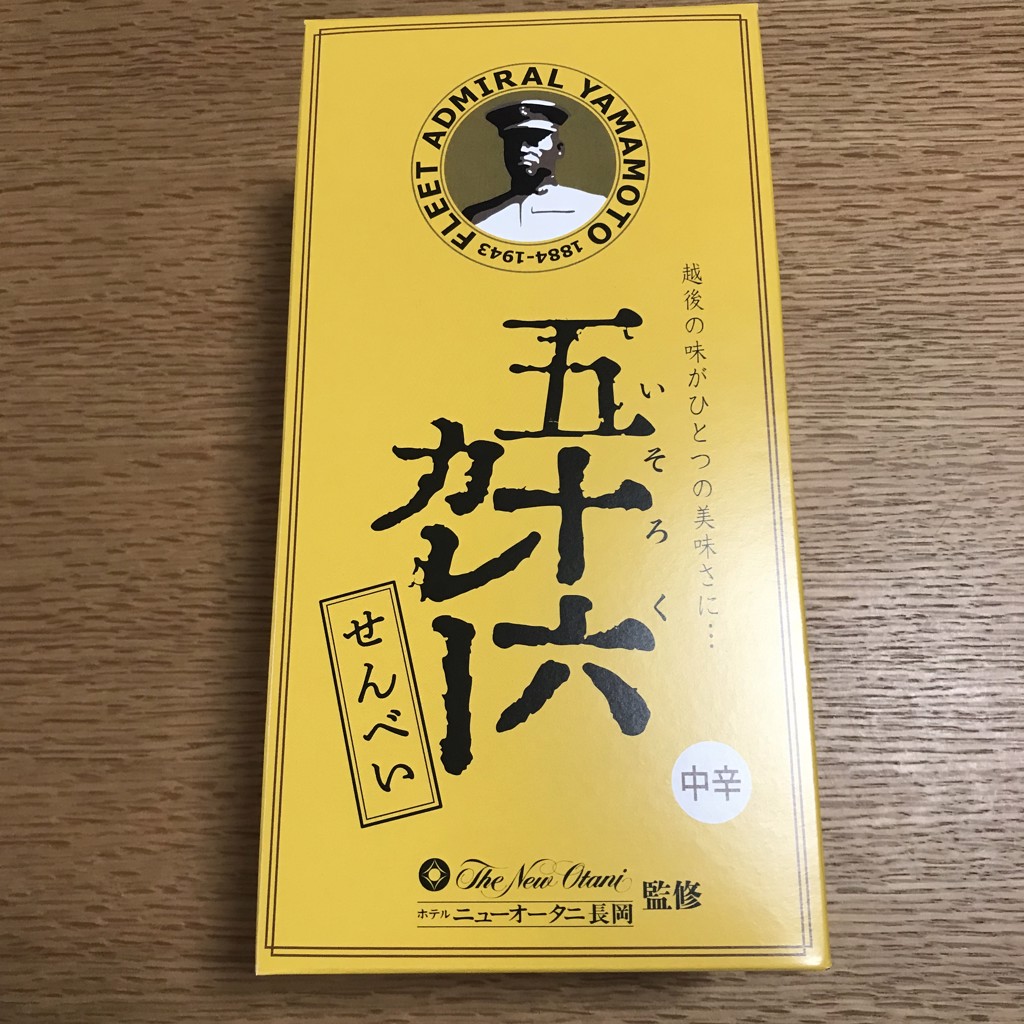 FLEET ADMIRAL YAMAMOTO
1884-1943
越後の味がひとつの美味さに…
五十六
いそろく
カレー
せんべい
中辛
The New Otani
ホテル ニューオータニ長岡
監修